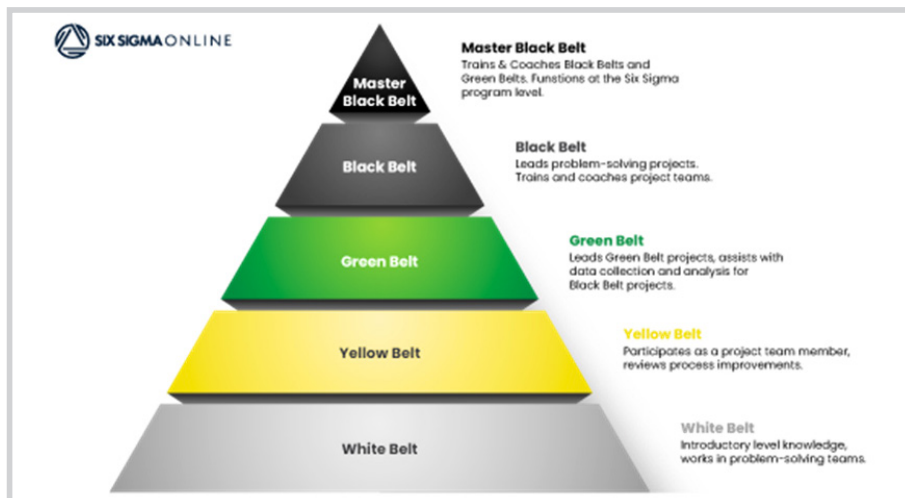 SIX SIGMA ONLINE
Master
Black Belt
Master Black Belt
Trains & Coaches Black Belts and
Green Belts. Funstions at the Six Sigma
program level.
Black Belt
Black Belt
Leads problem-solving projects.
Trains and coaches project teams.
Green Belt
Green Belt
Leads Green Belt projects, assists with
data collection and analysis for
Black Belt projects.
Yellow Belt
Yellow Belt
Participates as a project team member,
reviews process improvements.
White Belt
White Belt
Introductory level knowledge,
works in problem-solving teams.